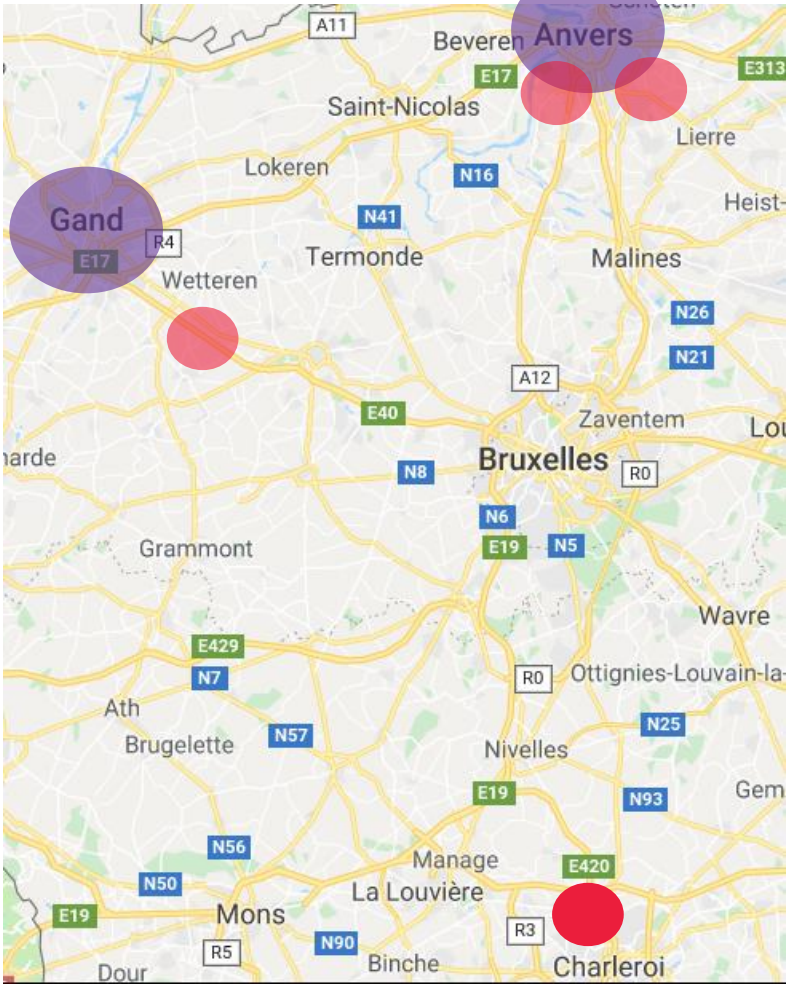 Schoten
A11
Beveren
Anvers
E17
E313
Saint-Nicolas
Lierre
Lokeren
N16
Heist-
Gand
N41
R4
E17
Termonde
Malines
Wetteren
N26
N21
A12
E40
Zaventem
Lou
narde
Bruxelles
N8
R0
N6
E19
N5
Grammont
Wavre
E429
N7
R0
Ottignies-Louvain-la-
Ath
N25
Brugelette
N57
Nivelles
E19
N93
Gem
N56
Manage
E420
N50
La Louvière
E19
Mons
R3
R5
N90
Binche
Charleroi
Dour